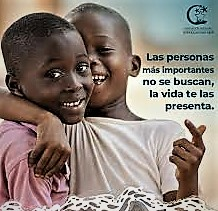 Las personas
más importantes
no se buscan,
la vida te las
presenta.